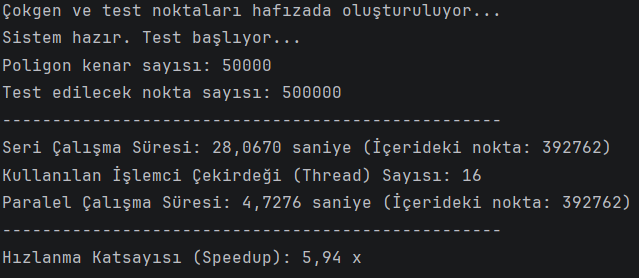 Çokgen ve test noktaları hafızada oluşturuluyor...
Sistem hazır. Test başlıyor...
Poligon kenar sayısı: 50000
Test edilecek nokta sayısı: 500000
--------------------------------------------------
Seri Çalışma Süresi: 28,0670 saniye (İçerideki nokta: 392762)
Kullanılan İşlemci Çekirdeği (Thread) Sayısı: 16
Paralel Çalışma Süresi: 4,7276 saniye (İçerideki nokta: 392762)
--------------------------------------------------
Hızlanma Katsayısı (Speedup): 5,94 x